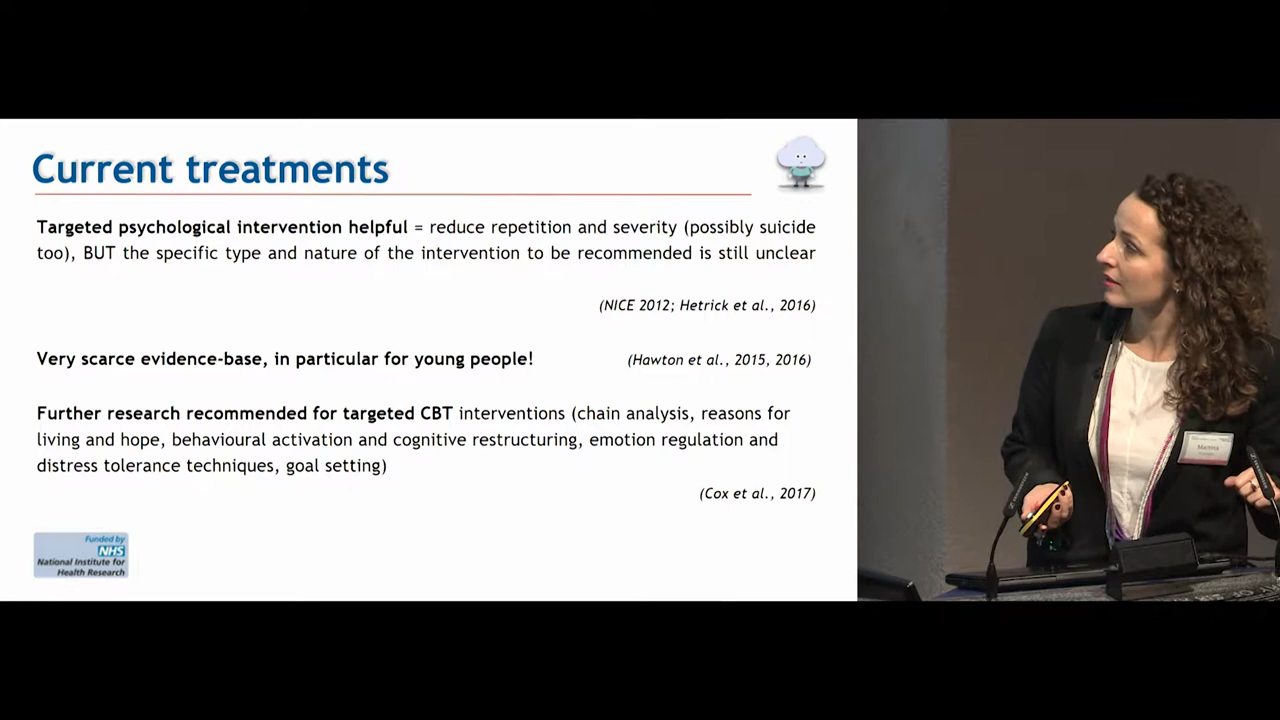 Current treatments
Targeted psychological intervention helpful = reduce repetition and severity (possibly suicide
too), BUT the specific type and nature of the intervention to be recommended is still unclear
(NICE 2012; Hetrick et al., 2016)
Very scarce evidence-base, in particular for young people!
(Hawton et al., 2015, 2016)
Further research recommended for targeted CBT interventions (chain analysis, reasons for
living and hope, behavioural activation and cognitive restructuring, emotion regulation and
distress tolerance techniques, goal setting)
(Cox et al., 2017)
Funded by
NHS
National Institute for
Health Research